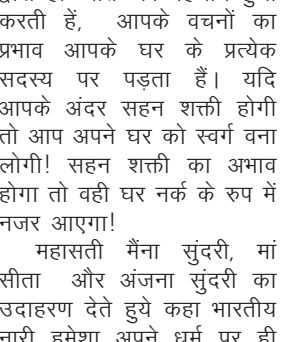 करती हें, आपके वचनों का
प्रभाव आपके घर के प्रत्येक
सदस्य पर पड़ता हैं। यदि
आपके अंदर सहन शक्ती होगी
तो आप अपने घर को स्वर्ग वना
लोगी! सहन शक्ती का अभाव
होगा तो वही घर नर्क के रुप में
नजर आएगा!
महासती मैंना सुंदरी, मां
सीता और अंजना सुंदरी का
उदाहरण देते हुये कहा भारतीय
नारी हमेशा अपने धर्म पर ही